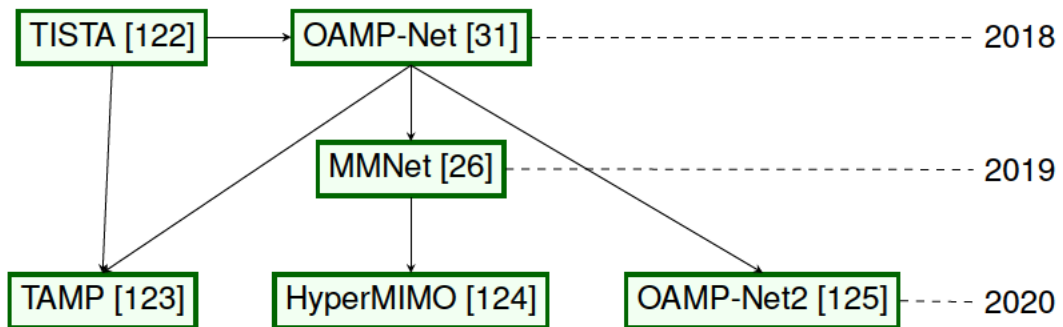 TISTA [122] OAMP-Net [31] 2018
MMNet [26] 2019
TAMP [123] HyperMIMO [124] OAMP-Net2 [125] 2020